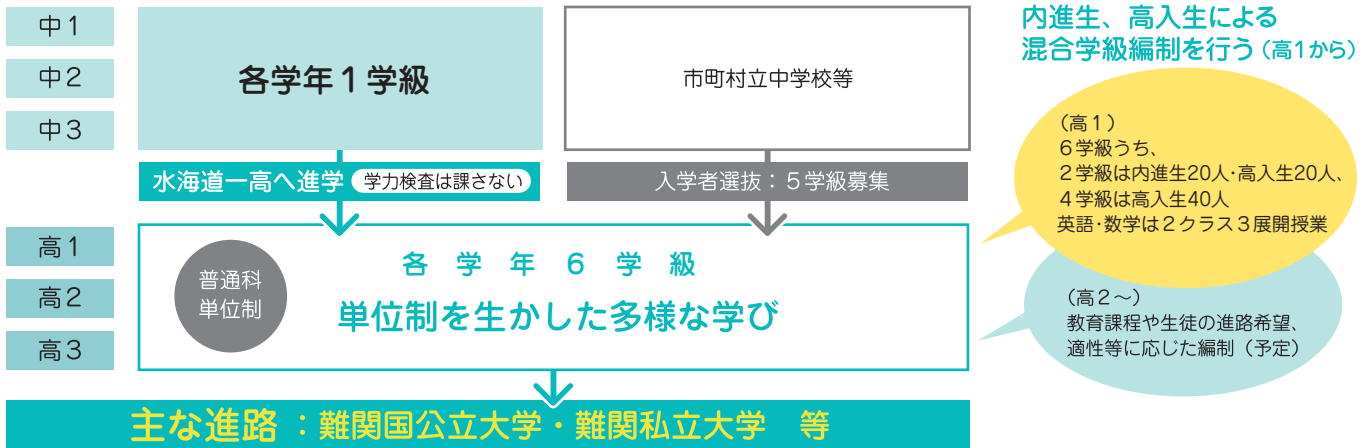 中1
中2
中3
各学年1学級
市町村立中学校等
水海道一高へ進学 学力検査は課さない
入学者選抜：5学級募集
高1
高2
高3
普通科
単位制
各 学 年 6 学 級
単位制を生かした多様な学び
主な進路：難関国公立大学・難関私立大学　等
内進生、高入生による
混合学級編制を行う（高1から）
（高1）
6学級うち、
2学級は内進生20人・高入生20人、
4学級は高入生40人
英語・数学は2クラス3展開授業
（高2～）
教育課程や生徒の進路希望、
適性等に応じた編制（予定）